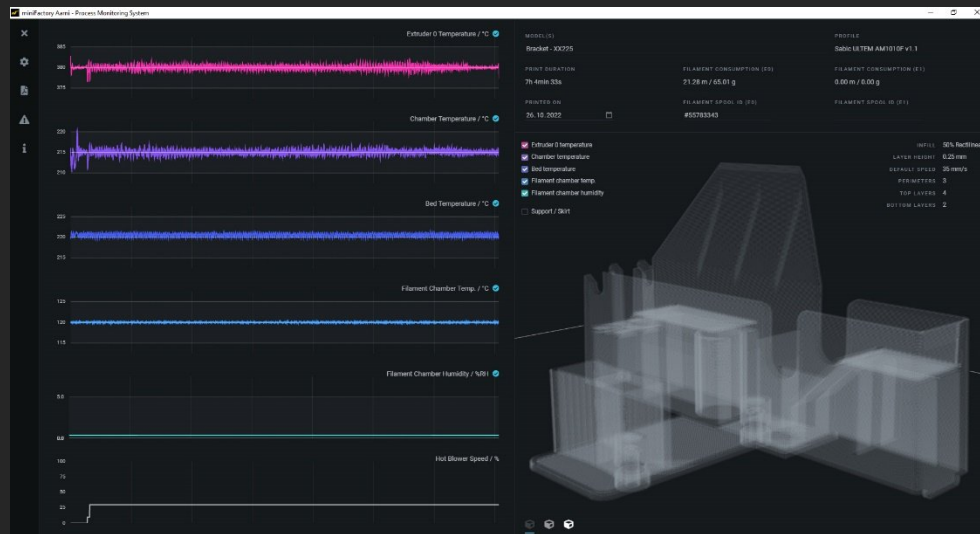 miniFactory Aarni - Process Monitoring System
Extruder 0 Temperature / °C
385
380
375
Chamber Temperature / °C
220
215
210
Bed Temperature / °C
225
220
215
Filament Chamber Temp. / °C
125
120
115
Filament Chamber Humidity / %RH
5.0
0.0
Hot Blower Speed / %
100
75
50
25
0
MODEL(S)
Bracket - XX225
PROFILE
Sabic ULTEM AM1010F v1.1
PRINT DURATION
7h 4min 33s
FILAMENT CONSUMPTION (E0)
21.28 m / 65.01 g
FILAMENT CONSUMPTION (E1)
0.00 m / 0.00 g
PRINTED ON
26.10.2022
FILAMENT SPOOL ID (E0)
#55783343
FILAMENT SPOOL ID (E1)
Extruder 0 temperature
Chamber temperature
Bed temperature
Filament chamber temp.
Filament chamber humidity
Support / Skirt
INFILL 50% Rectilinea
LAYER HEIGHT 0.25 mm
DEFAULT SPEED 35 mm/s
PERIMETERS 3
TOP LAYERS 4
BOTTOM LAYERS 2